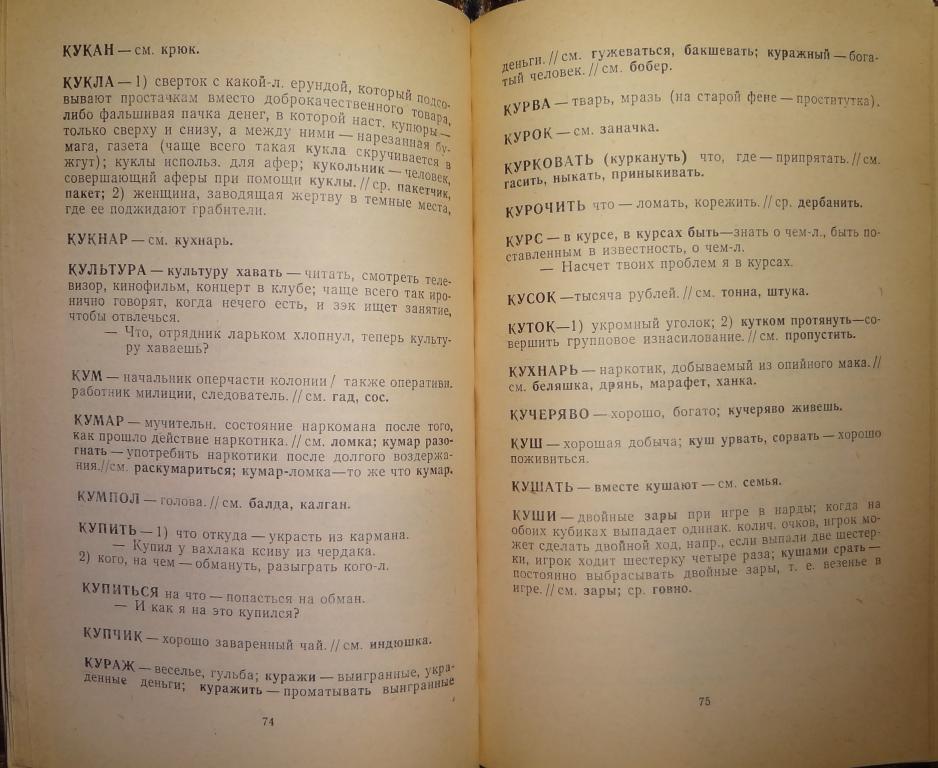 КУКАН — см. крюк.
КУКЛА — 1) сверток с какой-л. ерундой, который подсо-
вывают простачкам вместо доброкачественного товара,
либо фальшивая пачка денег, в которой наст. купюры —
только сверху и снизу, а между ними — нарезанная бу-
мага, газета (чаще всего такая кукла скручивается в
жгут); куклы использ. для афер; кукольник — человек,
совершающий аферы при помощи куклы. // ср. пакетчик,
пакет; 2) женщина, заводящая жертву в темные места,
где ее поджидают грабители.
КУКНАР — см. кухнарь.
КУЛЬТУРА — культуру хавать — читать, смотреть теле-
визор, кинофильм, концерт в клубе; чаще всего так иро-
нично говорят, когда нечего есть, и зэк ищет занятие,
чтобы отвлечься.
— Что, отрядник ларьком хлопнул, теперь культу-
ру хаваешь?
КУМ — начальник оперчасти колонии / также оперативн.
работник милиции, следователь. // см. гад, сос.
КУМАР — мучительн. состояние наркомана после того,
как прошло действие наркотика. // см. ломка; кумар разо-
гнать — употребить наркотики после долгого воздержа-
ния. // см. раскумариться; кумар-ломка — то же что кумар.
КУМПОЛ — голова. // см. балда, калган.
КУПИТЬ — 1) что откуда — украсть из кармана.
— Купил у вахлака ксиву из чердака.
2) кого, на чем — обмануть, разыграть кого-л.
КУПИТЬСЯ на что — попасться на обман.
— И как я на это купился?
КУПЧИК — хорошо заваренный чай. // см. индюшка.
КУРАЖ — веселье, гульба; куражи — выигранные, укра-
денные деньги; куражить — проматывать выигранные
74
деньги. // см. гужеваться, бакшевать; куражный — бога-
тый человек. // см. бобер.
КУРВА — тварь, мразь (на старой фене — проститутка).
КУРОК — см. заначка.
КУРКОВАТЬ (куркануть) что, где — припрятать. // см.
гасить, ныкать, приныкивать.
КУРОЧИТЬ что — ломать, корежить. // ср. дербанить.
КУРС — в курсе, в курсах быть — знать о чем-л., быть по-
ставленным в известность, о чем-л.
— Насчет твоих проблем я в курсах.
КУСОК — тысяча рублей. // см. тонна, штука.
КУТОК — 1) укромный уголок; 2) кутком протянуть — со-
вершить групповое изнасилование. // см. пропустить.
КУХНАРЬ — наркотик, добываемый из опийного мака. //
см. беляшка, дрянь, марафет, ханка.
КУЧЕРЯВО — хорошо, богато; кучеряво живешь.
КУШ — хорошая добыча; куш урвать, сорвать — хорошо
поживиться.
КУШАТЬ — вместе кушают — см. семья.
КУШИ — двойные зары при игре в нарды; когда на
обоих кубиках выпадает одинак. колич. очков, игрок мо-
жет сделать двойной ход, напр., если выпали две шестер-
ки, игрок ходит шестерку четыре раза; кушами срать —
постоянно выбрасывать двойные зары, т. е. везенье в
игре. // см. зары; ср. говно.
75